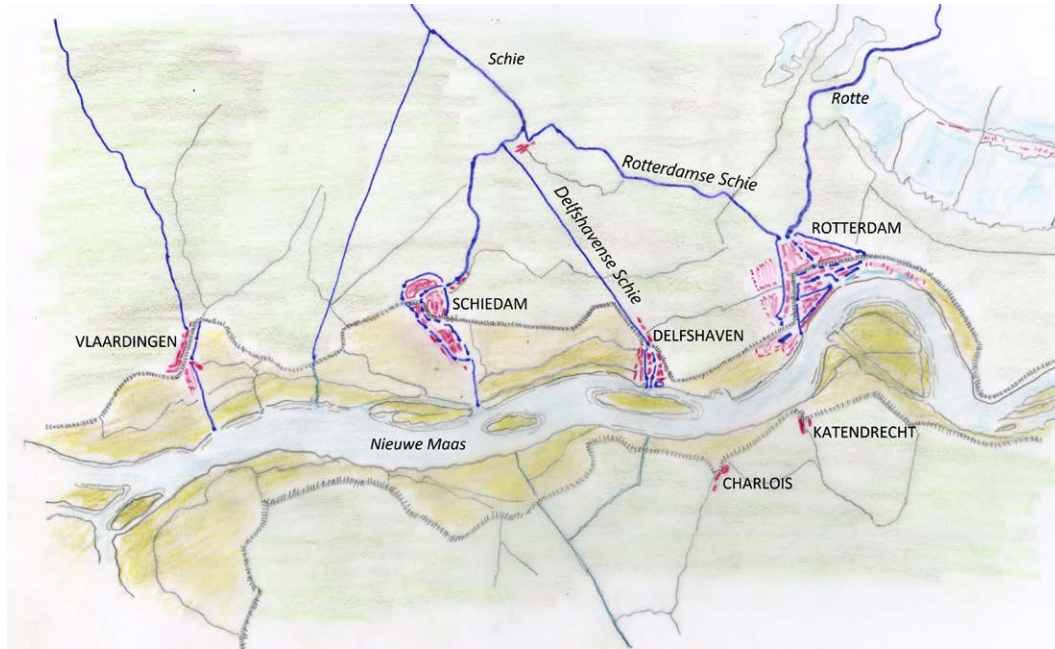 Schie
Rotte
Rotterdamse Schie
Delfshavense Schie
ROTTERDAM
SCHIEDAM
VLAARDINGEN
DELFSHAVEN
Nieuwe Maas
KATENDRECHT
CHARLOIS